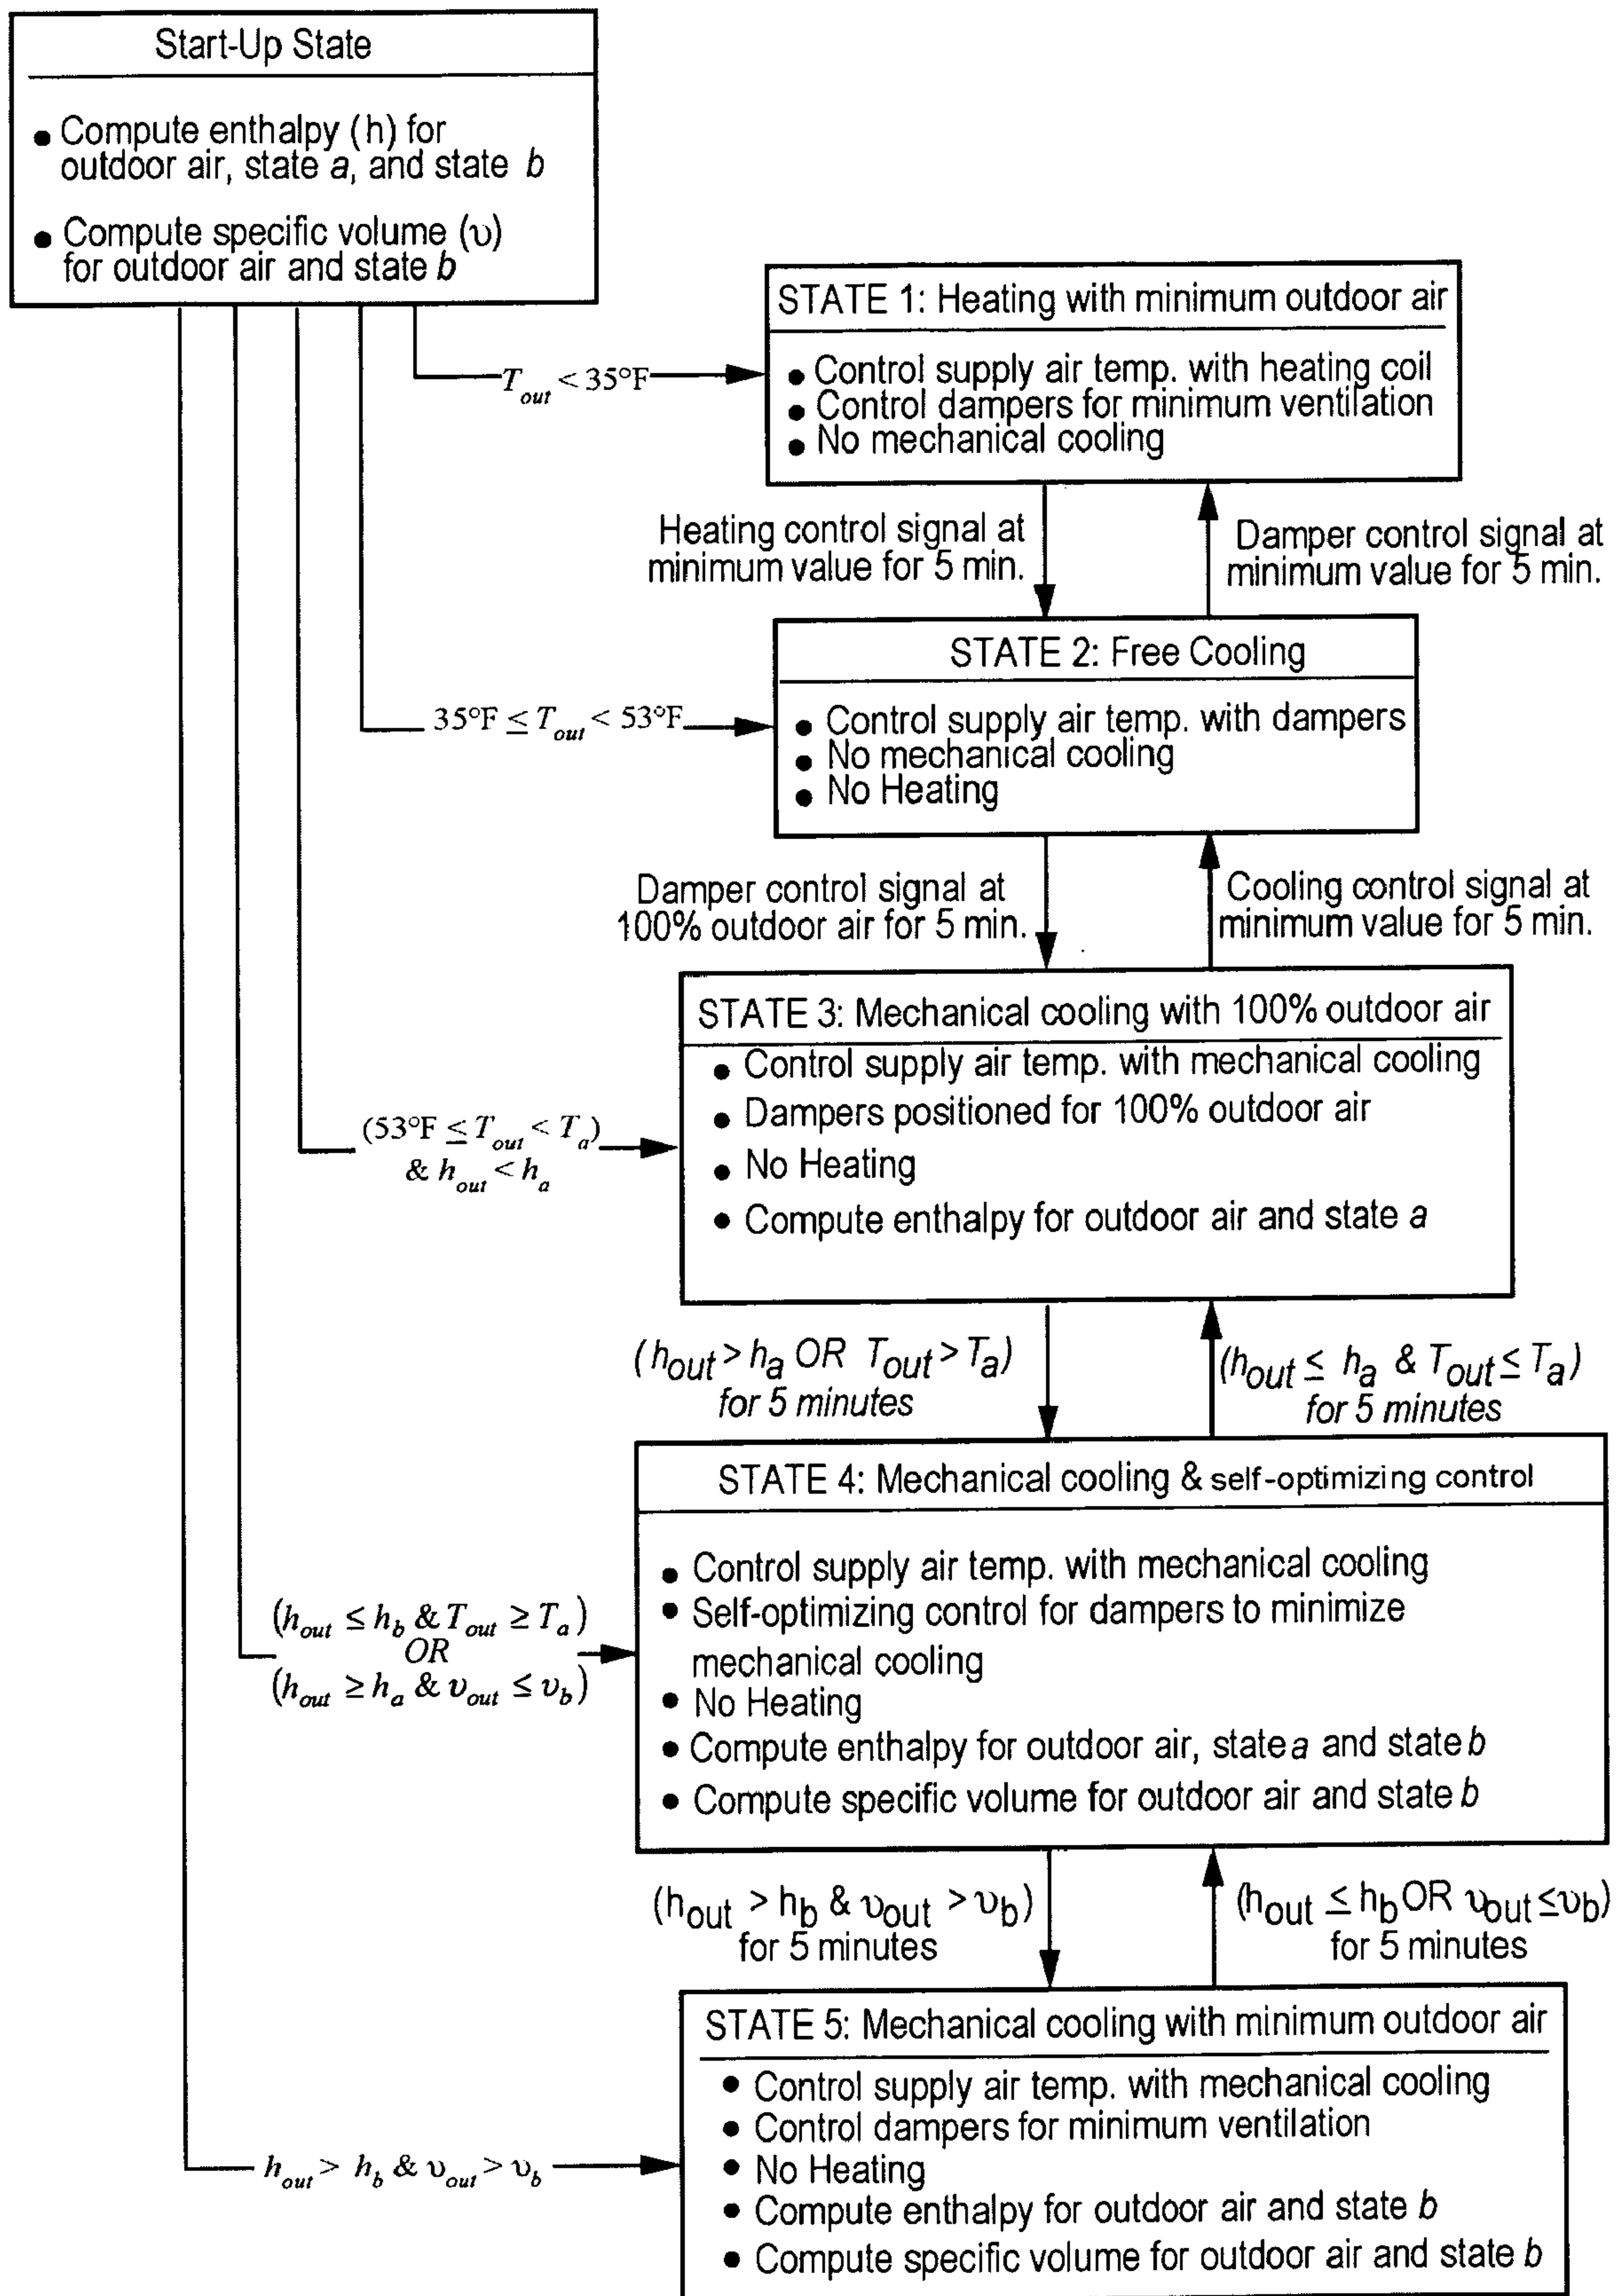 Start-Up State
• Compute enthalpy (h) for
outdoor air, state a, and state b
• Compute specific volume (υ)
for outdoor air and state b
STATE 1: Heating with minimum outdoor air
T_out < 35°F
• Control supply air temp. with heating coil
• Control dampers for minimum ventilation
• No mechanical cooling
Heating control signal at
minimum value for 5 min.
Damper control signal at
minimum value for 5 min.
STATE 2: Free Cooling
35°F ≤ T_out < 53°F
• Control supply air temp. with dampers
• No mechanical cooling
• No Heating
Damper control signal at
100% outdoor air for 5 min.
Cooling control signal at
minimum value for 5 min.
STATE 3: Mechanical cooling with 100% outdoor air
(53°F ≤ T_out < T_a)
& h_out < h_a
• Control supply air temp. with mechanical cooling
• Dampers positioned for 100% outdoor air
• No Heating
• Compute enthalpy for outdoor air and state a
(h_out > h_a OR T_out > T_a)
for 5 minutes
(h_out ≤ h_a & T_out ≤ T_a)
for 5 minutes
STATE 4: Mechanical cooling & self-optimizing control
(h_out ≤ h_b & T_out ≥ T_a)
OR
(h_out ≥ h_a & υ_out ≤ υ_b)
• Control supply air temp. with mechanical cooling
• Self-optimizing control for dampers to minimize
mechanical cooling
• No Heating
• Compute enthalpy for outdoor air, state a and state b
• Compute specific volume for outdoor air and state b
(h_out > h_b & υ_out > υ_b)
for 5 minutes
(h_out ≤ h_b OR υ_out ≤ υ_b)
for 5 minutes
STATE 5: Mechanical cooling with minimum outdoor air
h_out > h_b & υ_out > υ_b
• Control supply air temp. with mechanical cooling
• Control dampers for minimum ventilation
• No Heating
• Compute enthalpy for outdoor air and state b
• Compute specific volume for outdoor air and state b